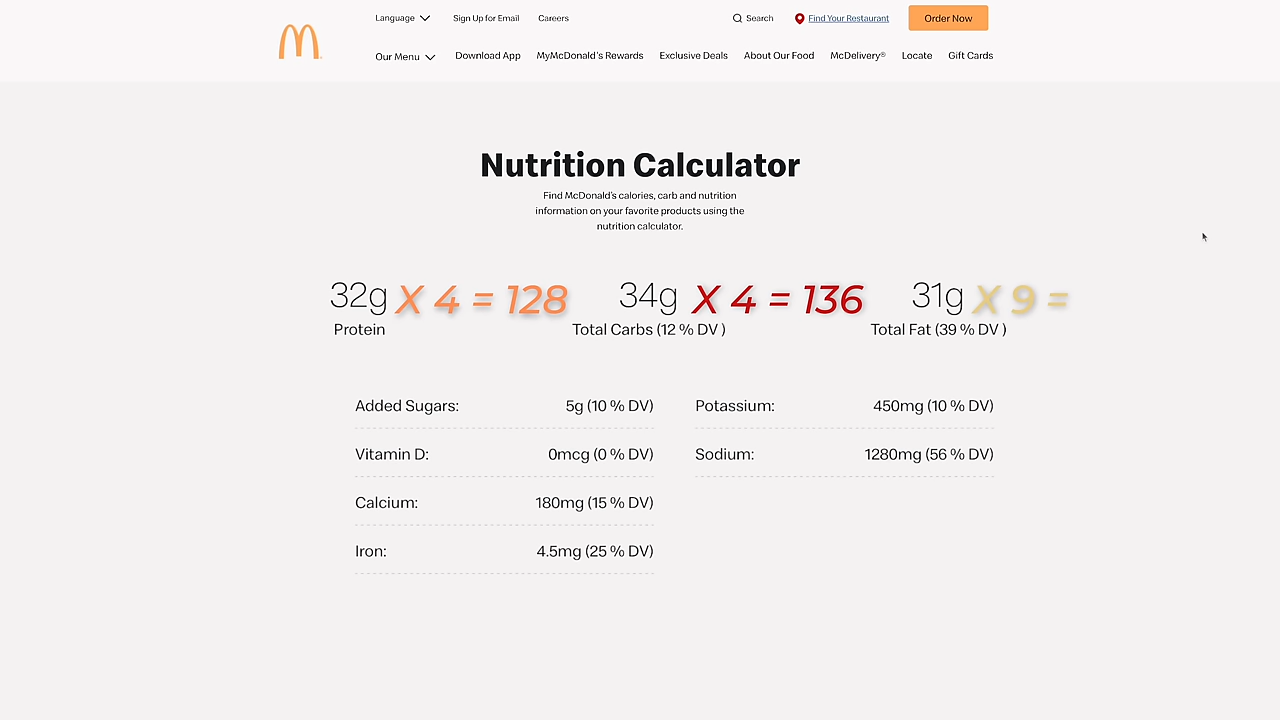 Language
Sign Up for Email
Careers
Search
Find Your Restaurant
Order Now
Our Menu
Download App
MyMcDonald's Rewards
Exclusive Deals
About Our Food
McDelivery®
Locate
Gift Cards
Nutrition Calculator
Find McDonald's calories, carb and nutrition
information on your favorite products using the
nutrition calculator.
32g X 4 = 128
Protein
34g X 4 = 136
Total Carbs (12 % DV )
31g X 9 =
Total Fat (39 % DV )
Added Sugars: 5g (10 % DV)
Vitamin D: 0mcg (0 % DV)
Calcium: 180mg (15 % DV)
Iron: 4.5mg (25 % DV)
Potassium: 450mg (10 % DV)
Sodium: 1280mg (56 % DV)